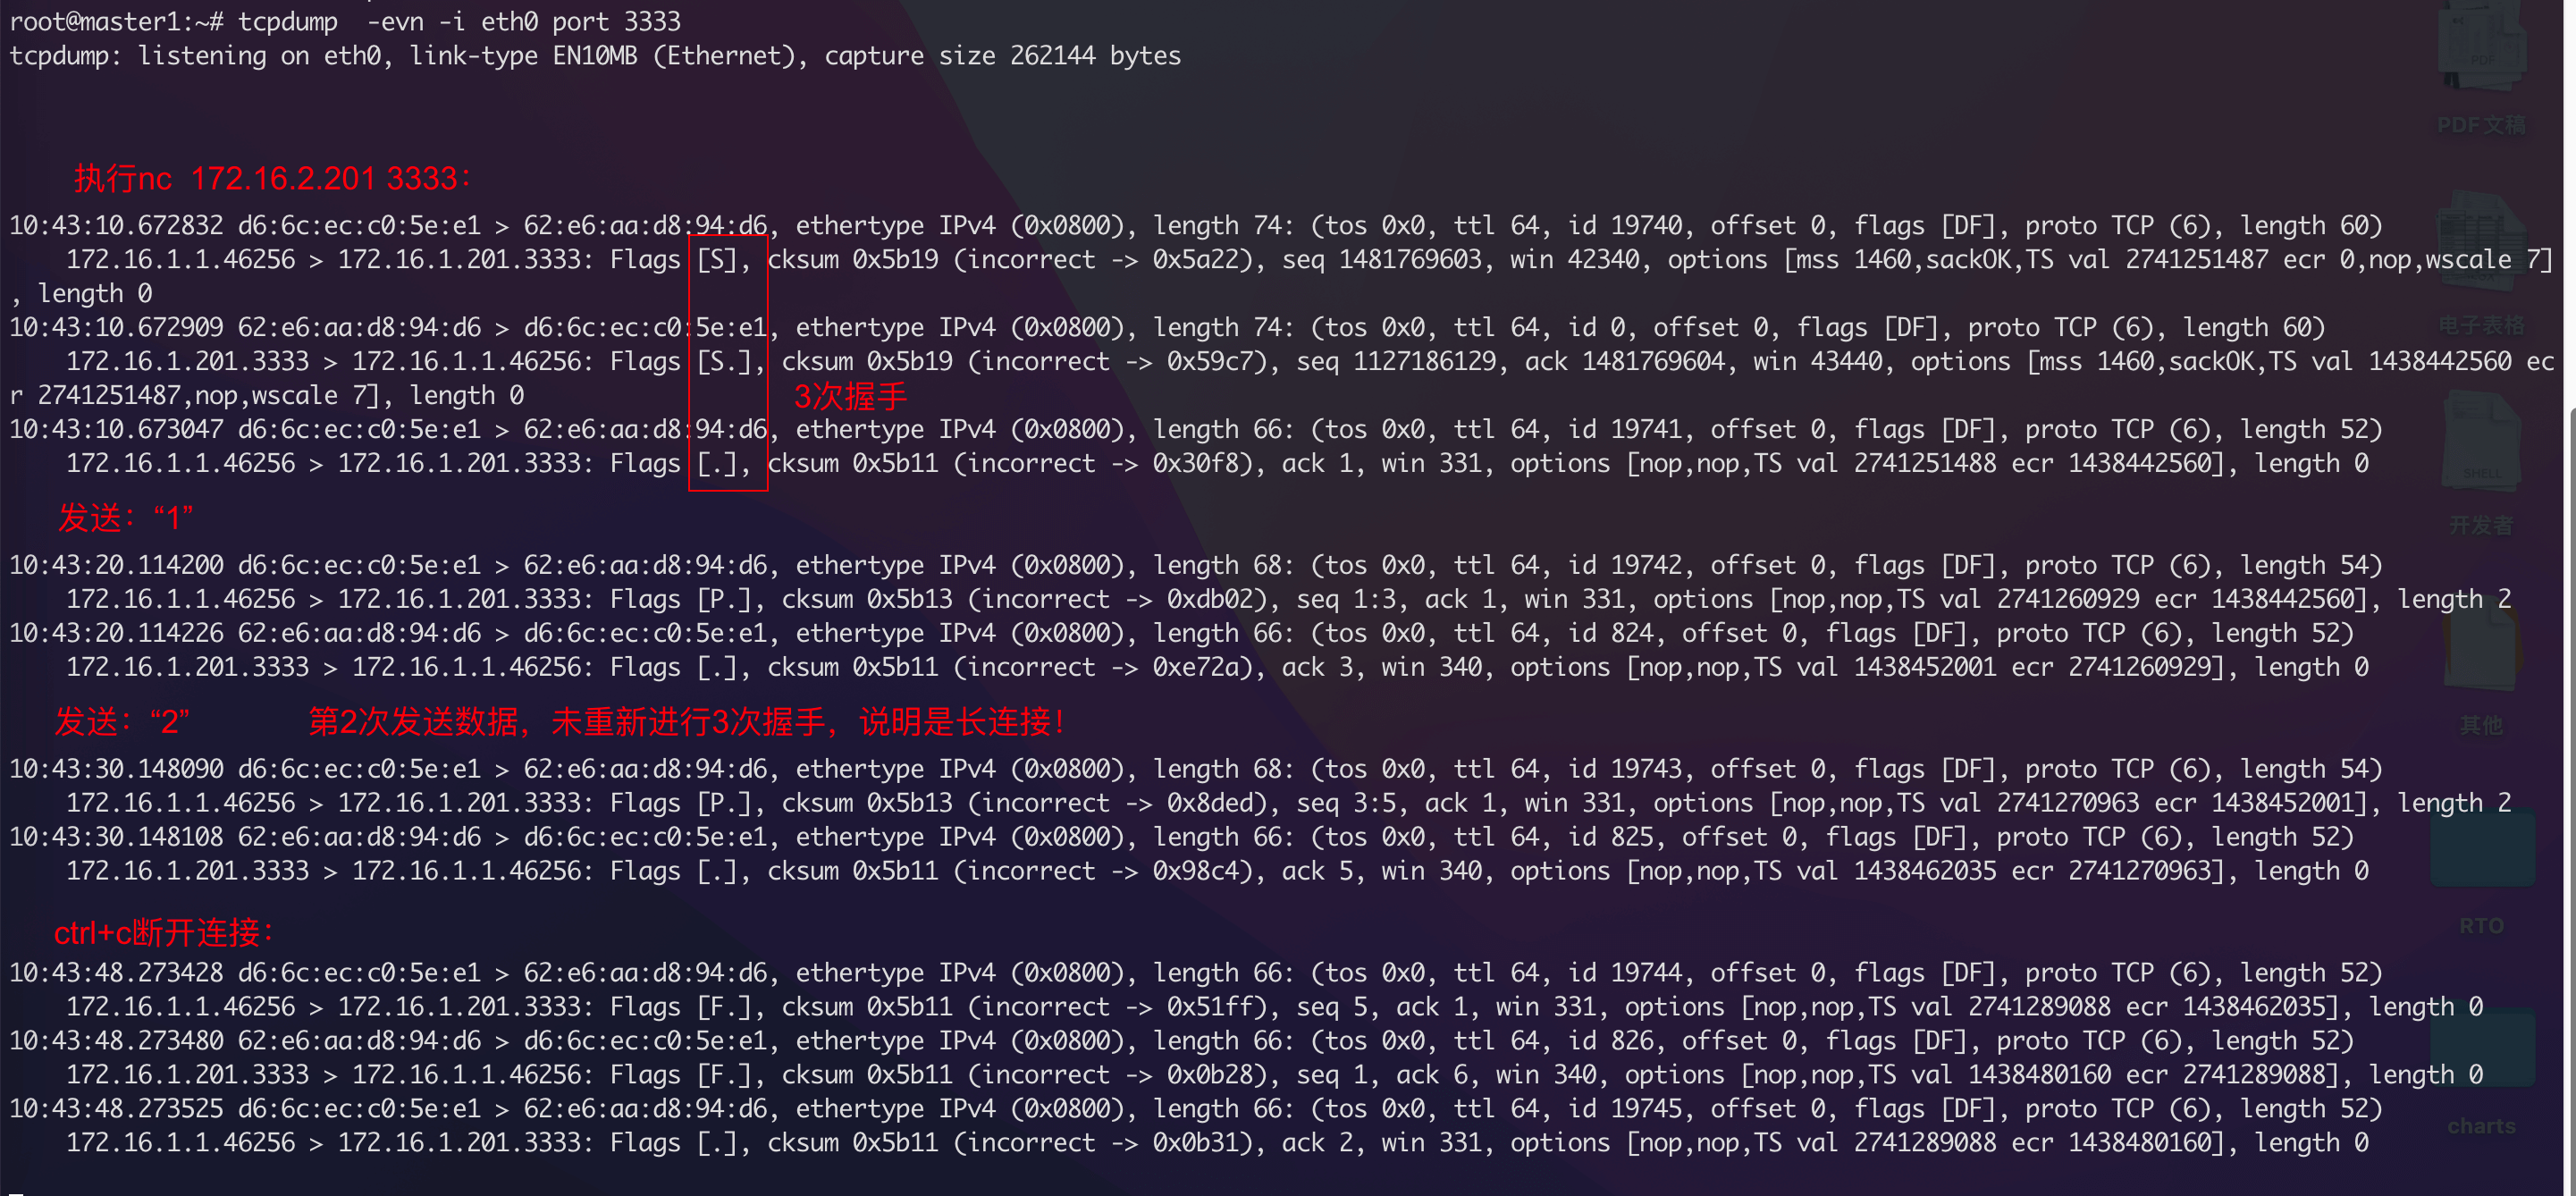 root@master1:~# tcpdump  -evn -i eth0 port 3333
tcpdump: listening on eth0, link-type EN10MB (Ethernet), capture size 262144 bytes
PDF
PDF文稿
执行nc  172.16.2.201 3333：
10:43:10.672832 d6:6c:ec:c0:5e:e1 > 62:e6:aa:d8:94:d6, ethertype IPv4 (0x0800), length 74: (tos 0x0, ttl 64, id 19740, offset 0, flags [DF], proto TCP (6), length 60)
172.16.1.1.46256 > 172.16.1.201.3333: Flags [S], cksum 0x5b19 (incorrect -> 0x5a22), seq 1481769603, win 42340, options [mss 1460,sackOK,TS val 2741251487 ecr 0,nop,wscale 7]
, length 0
10:43:10.672909 62:e6:aa:d8:94:d6 > d6:6c:ec:c0:5e:e1, ethertype IPv4 (0x0800), length 74: (tos 0x0, ttl 64, id 0, offset 0, flags [DF], proto TCP (6), length 60)
电子表格
172.16.1.201.3333 > 172.16.1.1.46256: Flags [S.], cksum 0x5b19 (incorrect -> 0x59c7), seq 1127186129, ack 1481769604, win 43440, options [mss 1460,sackOK,TS val 1438442560 ec
r 2741251487,nop,wscale 7], length 0
3次握手
10:43:10.673047 d6:6c:ec:c0:5e:e1 > 62:e6:aa:d8:94:d6, ethertype IPv4 (0x0800), length 66: (tos 0x0, ttl 64, id 19741, offset 0, flags [DF], proto TCP (6), length 52)
172.16.1.1.46256 > 172.16.1.201.3333: Flags [.], cksum 0x5b11 (incorrect -> 0x30f8), ack 1, win 331, options [nop,nop,TS val 2741251488 ecr 1438442560], length 0
SHELL
发送：“1”
开发者
10:43:20.114200 d6:6c:ec:c0:5e:e1 > 62:e6:aa:d8:94:d6, ethertype IPv4 (0x0800), length 68: (tos 0x0, ttl 64, id 19742, offset 0, flags [DF], proto TCP (6), length 54)
172.16.1.1.46256 > 172.16.1.201.3333: Flags [P.], cksum 0x5b13 (incorrect -> 0xdb02), seq 1:3, ack 1, win 331, options [nop,nop,TS val 2741260929 ecr 1438442560], length 2
10:43:20.114226 62:e6:aa:d8:94:d6 > d6:6c:ec:c0:5e:e1, ethertype IPv4 (0x0800), length 66: (tos 0x0, ttl 64, id 824, offset 0, flags [DF], proto TCP (6), length 52)
172.16.1.201.3333 > 172.16.1.1.46256: Flags [.], cksum 0x5b11 (incorrect -> 0xe72a), ack 3, win 340, options [nop,nop,TS val 1438452001 ecr 2741260929], length 0
发送：“2”  第2次发送数据，未重新进行3次握手，说明是长连接！
其他
10:43:30.148090 d6:6c:ec:c0:5e:e1 > 62:e6:aa:d8:94:d6, ethertype IPv4 (0x0800), length 68: (tos 0x0, ttl 64, id 19743, offset 0, flags [DF], proto TCP (6), length 54)
172.16.1.1.46256 > 172.16.1.201.3333: Flags [P.], cksum 0x5b13 (incorrect -> 0x8ded), seq 3:5, ack 1, win 331, options [nop,nop,TS val 2741270963 ecr 1438452001], length 2
10:43:30.148108 62:e6:aa:d8:94:d6 > d6:6c:ec:c0:5e:e1, ethertype IPv4 (0x0800), length 66: (tos 0x0, ttl 64, id 825, offset 0, flags [DF], proto TCP (6), length 52)
172.16.1.201.3333 > 172.16.1.1.46256: Flags [.], cksum 0x5b11 (incorrect -> 0x98c4), ack 5, win 340, options [nop,nop,TS val 1438462035 ecr 2741270963], length 0
RTO
ctrl+c断开连接：
10:43:48.273428 d6:6c:ec:c0:5e:e1 > 62:e6:aa:d8:94:d6, ethertype IPv4 (0x0800), length 66: (tos 0x0, ttl 64, id 19744, offset 0, flags [DF], proto TCP (6), length 52)
172.16.1.1.46256 > 172.16.1.201.3333: Flags [F.], cksum 0x5b11 (incorrect -> 0x51ff), seq 5, ack 1, win 331, options [nop,nop,TS val 2741289088 ecr 1438462035], length 0
10:43:48.273480 62:e6:aa:d8:94:d6 > d6:6c:ec:c0:5e:e1, ethertype IPv4 (0x0800), length 66: (tos 0x0, ttl 64, id 826, offset 0, flags [DF], proto TCP (6), length 52)
172.16.1.201.3333 > 172.16.1.1.46256: Flags [F.], cksum 0x5b11 (incorrect -> 0x0b28), seq 1, ack 6, win 340, options [nop,nop,TS val 1438480160 ecr 2741289088], length 0
10:43:48.273525 d6:6c:ec:c0:5e:e1 > 62:e6:aa:d8:94:d6, ethertype IPv4 (0x0800), length 66: (tos 0x0, ttl 64, id 19745, offset 0, flags [DF], proto TCP (6), length 52)
172.16.1.1.46256 > 172.16.1.201.3333: Flags [.], cksum 0x5b11 (incorrect -> 0x0b31), ack 2, win 331, options [nop,nop,TS val 2741289088 ecr 1438480160], length 0
charts